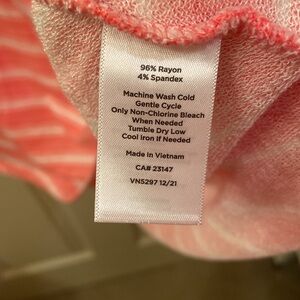 96% Rayon
4% Spandex
Machine Wash Cold
Gentle Cycle
Only Non-Chlorine Bleach
When Needed
Tumble Dry Low
Cool Iron If Needed
Made in Vietnam
CA# 23147
VN5297 12/21